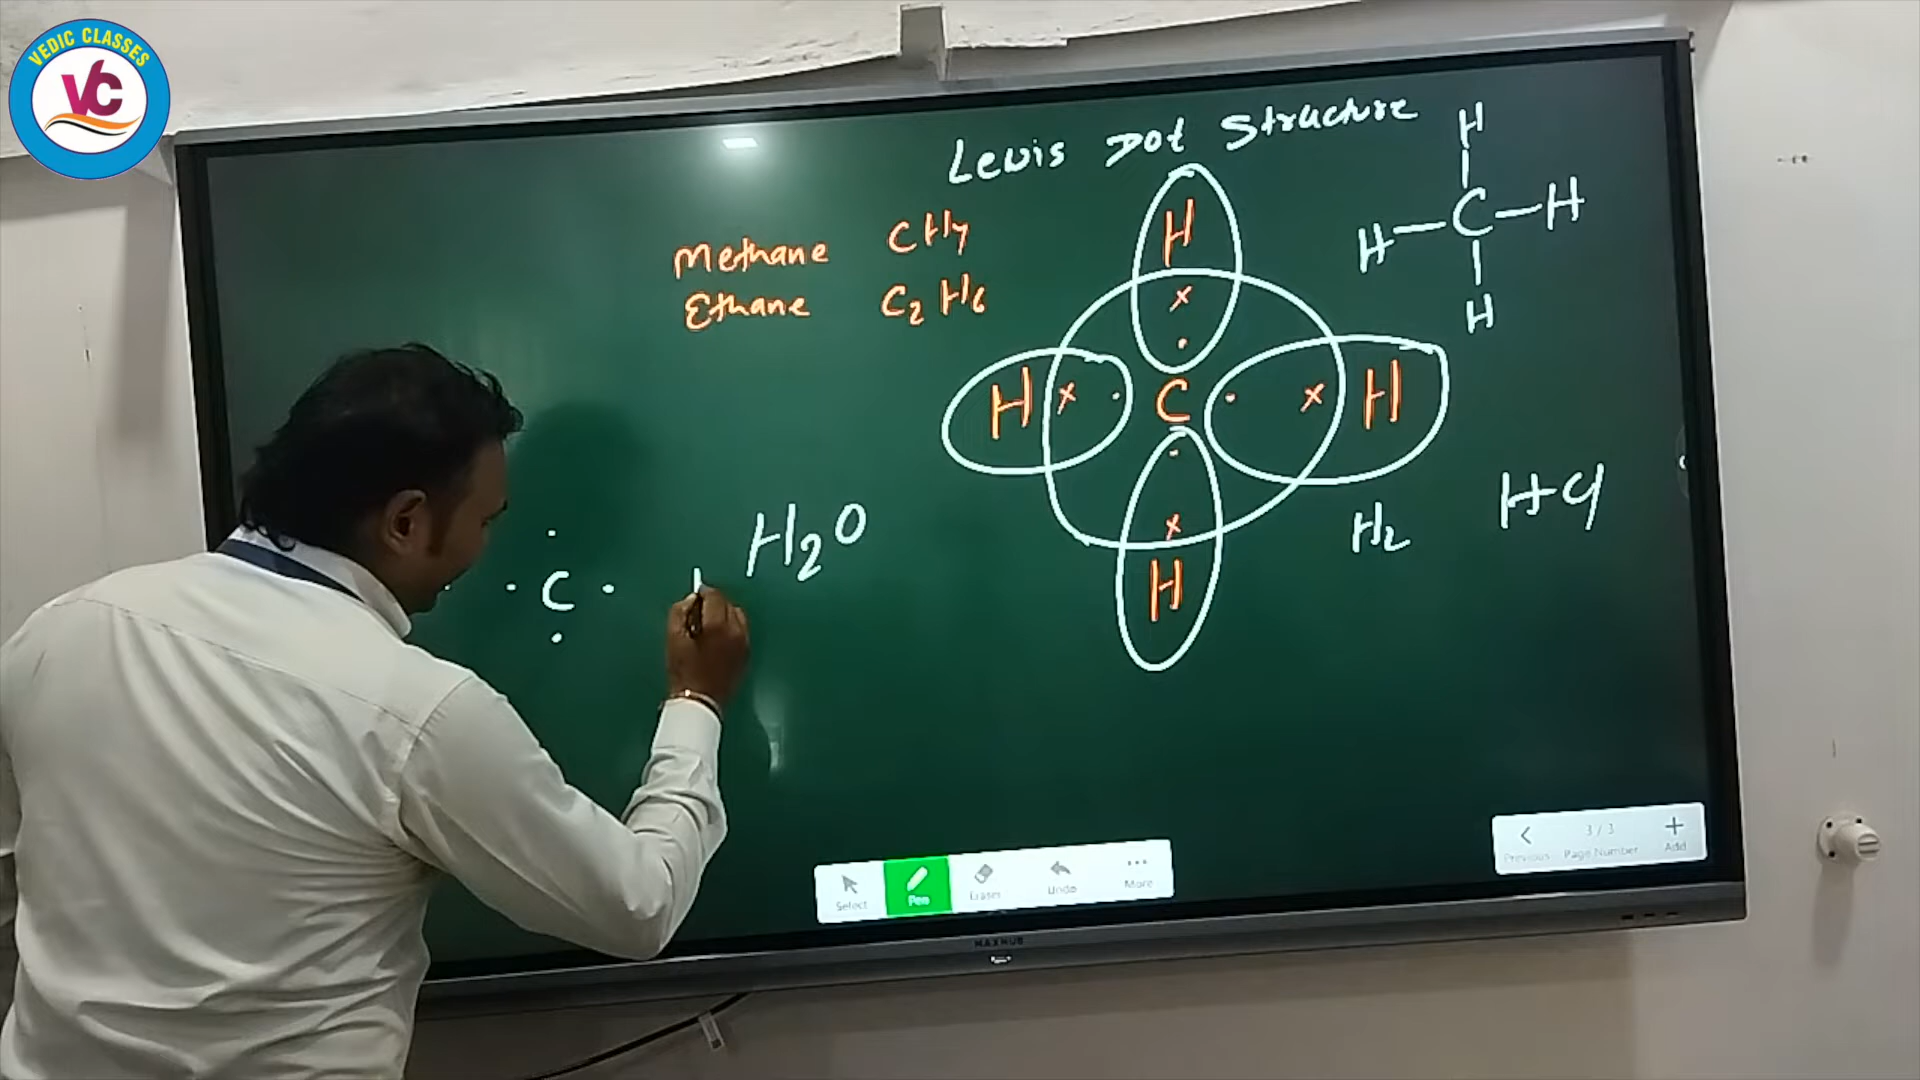 VEDIC CLASSES
VC
Lewis Dot Structure
Methane CH4
Ethane C2H6
H
H
C
H
H
H
H × · C · × H
×
H
×
H
H2O
H2
HCl
· C ·
Select
Pen
Eraser
Undo
More
Previous
3 / 3
Page Number
Add
MAXHUB